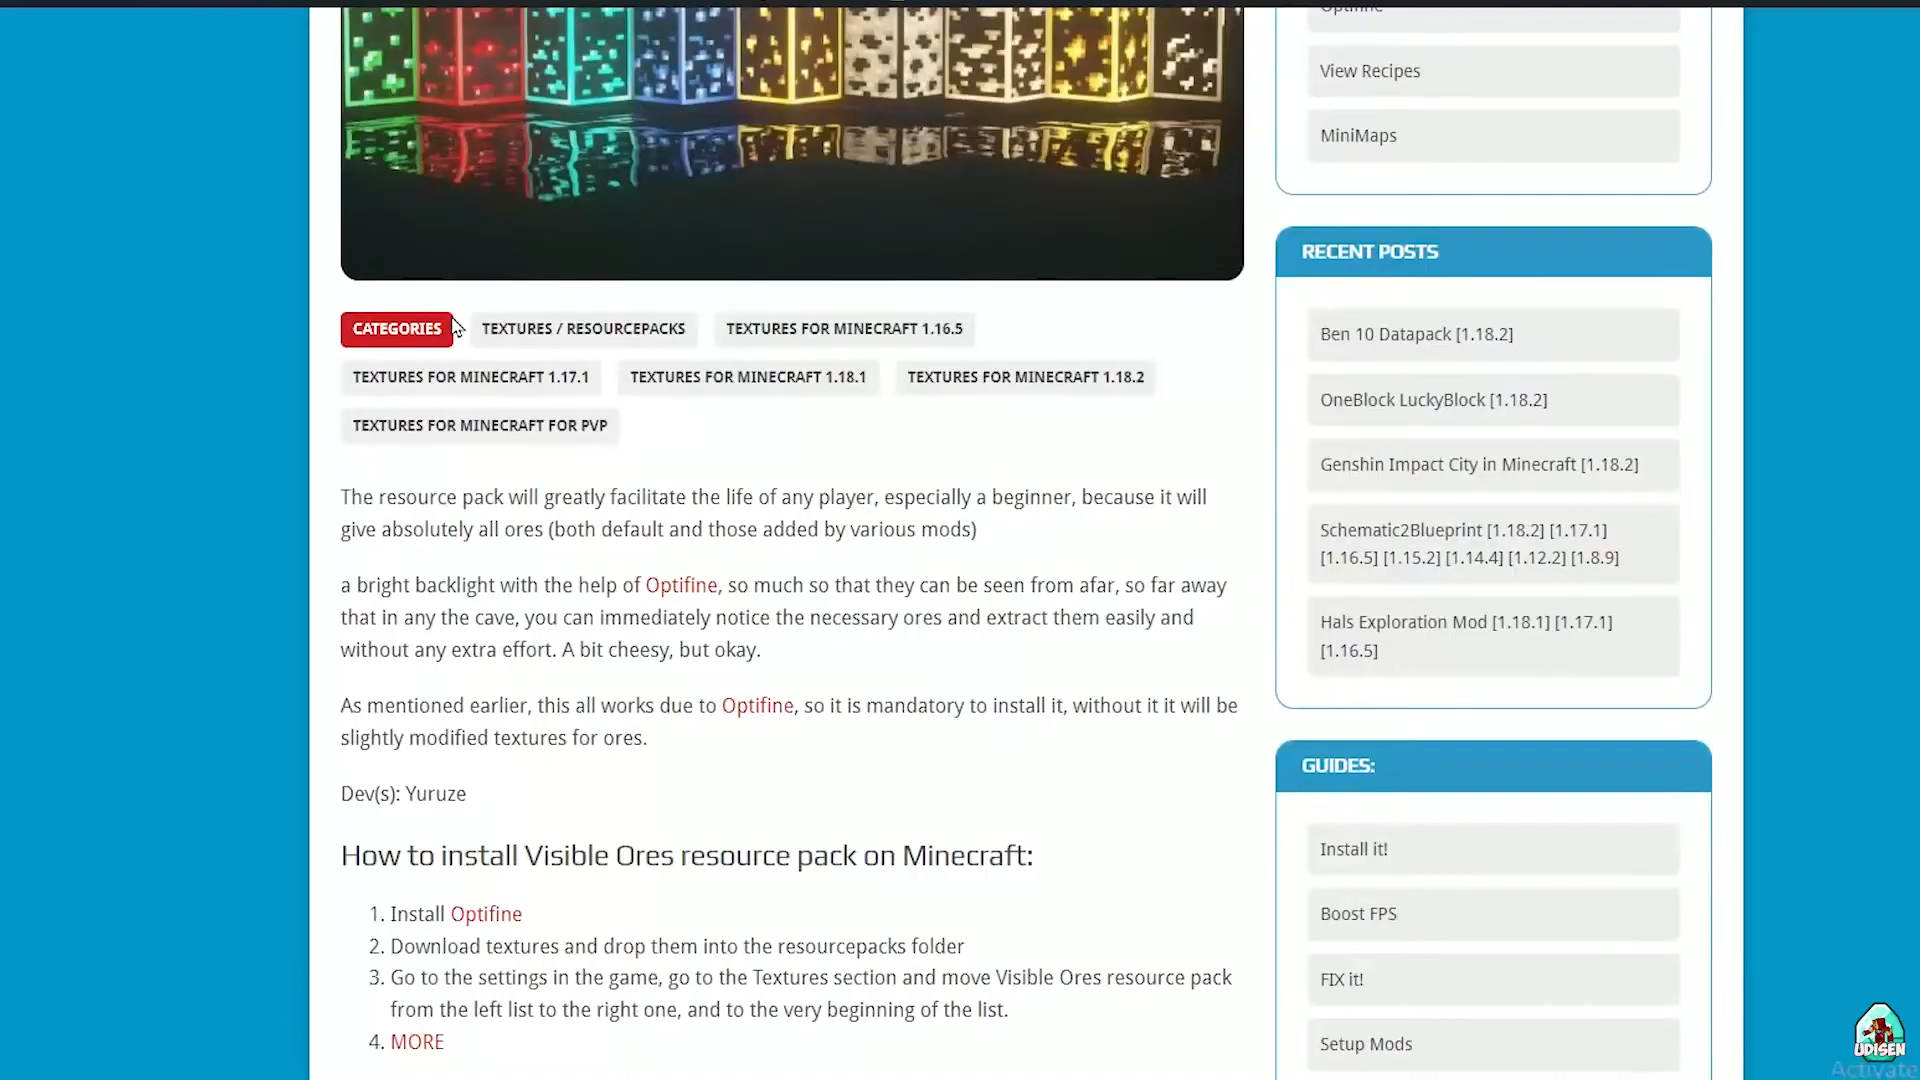 Optifine
View Recipes
MiniMaps
CATEGORIES
TEXTURES / RESOURCEPACKS
TEXTURES FOR MINECRAFT 1.16.5
TEXTURES FOR MINECRAFT 1.17.1
TEXTURES FOR MINECRAFT 1.18.1
TEXTURES FOR MINECRAFT 1.18.2
TEXTURES FOR MINECRAFT FOR PVP
The resource pack will greatly facilitate the life of any player, especially a beginner, because it will
give absolutely all ores (both default and those added by various mods)
a bright backlight with the help of Optifine, so much so that they can be seen from afar, so far away
that in any the cave, you can immediately notice the necessary ores and extract them easily and
without any extra effort. A bit cheesy, but okay.
As mentioned earlier, this all works due to Optifine, so it is mandatory to install it, without it it will be
slightly modified textures for ores.
Dev(s): Yuruze
How to install Visible Ores resource pack on Minecraft:
1. Install Optifine
2. Download textures and drop them into the resourcepacks folder
3. Go to the settings in the game, go to the Textures section and move Visible Ores resource pack
from the left list to the right one, and to the very beginning of the list.
4. MORE
RECENT POSTS
Ben 10 Datapack [1.18.2]
OneBlock LuckyBlock [1.18.2]
Genshin Impact City in Minecraft [1.18.2]
Schematic2Blueprint [1.18.2] [1.17.1]
[1.16.5] [1.15.2] [1.14.4] [1.12.2] [1.8.9]
Hals Exploration Mod [1.18.1] [1.17.1]
[1.16.5]
GUIDES:
Install it!
Boost FPS
FIX it!
Setup Mods
UDISEN
Activate